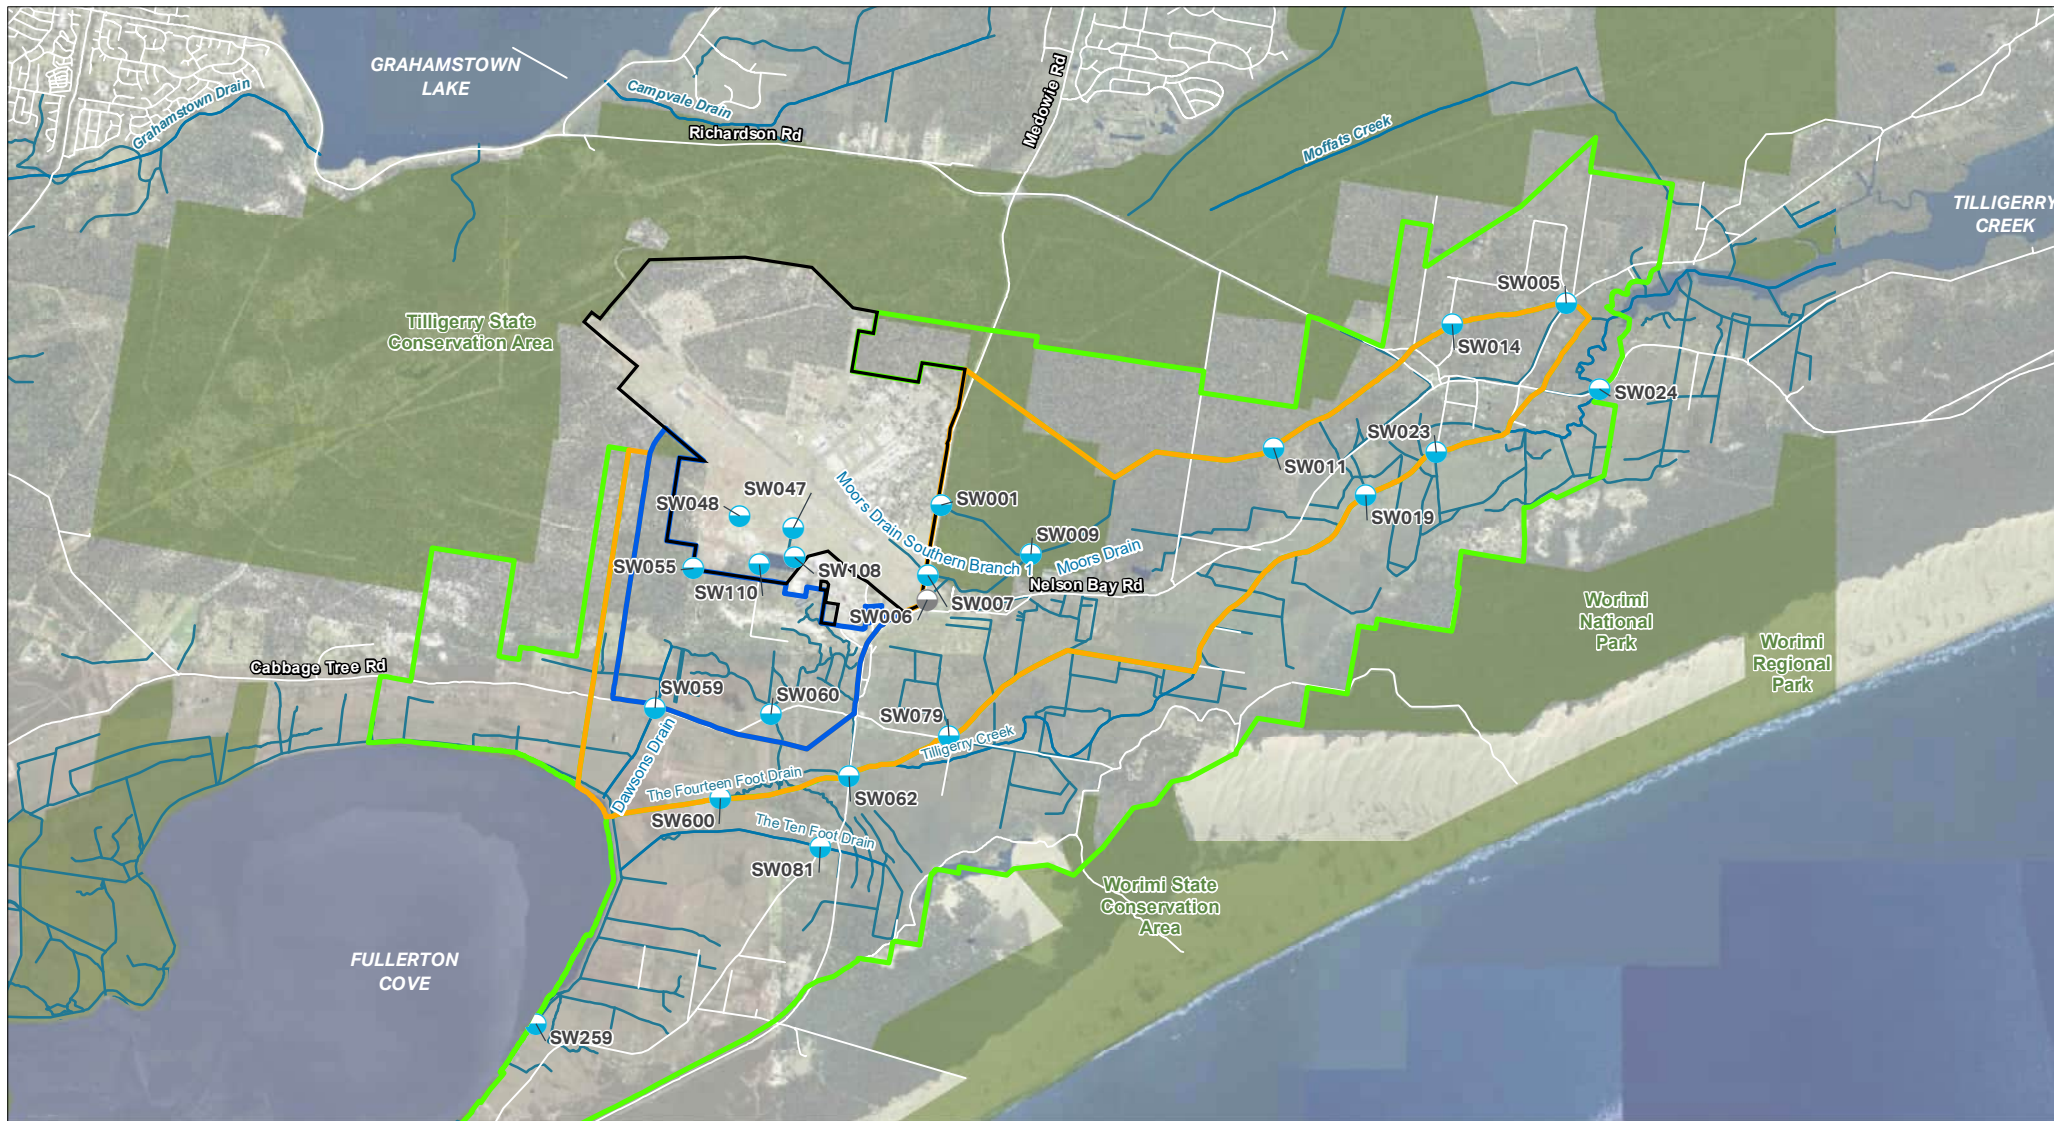 GRAHAMSTOWN
LAKE
Grahamstown Drain
Campvale Drain
Richardson Rd
Medowie Rd
Moffats Creek
TILLIGERRY
CREEK
Tilligerry State
Conservation Area
SW005
SW014
SW024
SW023
SW011
SW019
SW047
SW048
SW001
SW009
Moors Drain Southern Branch 1
Moors Drain
SW055
SW108
SW110
SW007
SW006
Nelson Bay Rd
Worimi
National
Park
Worimi
Regional
Park
Cabbage Tree Rd
SW059
SW060
SW079
Tilligerry Creek
Dawsons Drain
The Fourteen Foot Drain
SW062
SW600
The Ten Foot Drain
SW081
Worimi State
Conservation
Area
FULLERTON
COVE
SW259